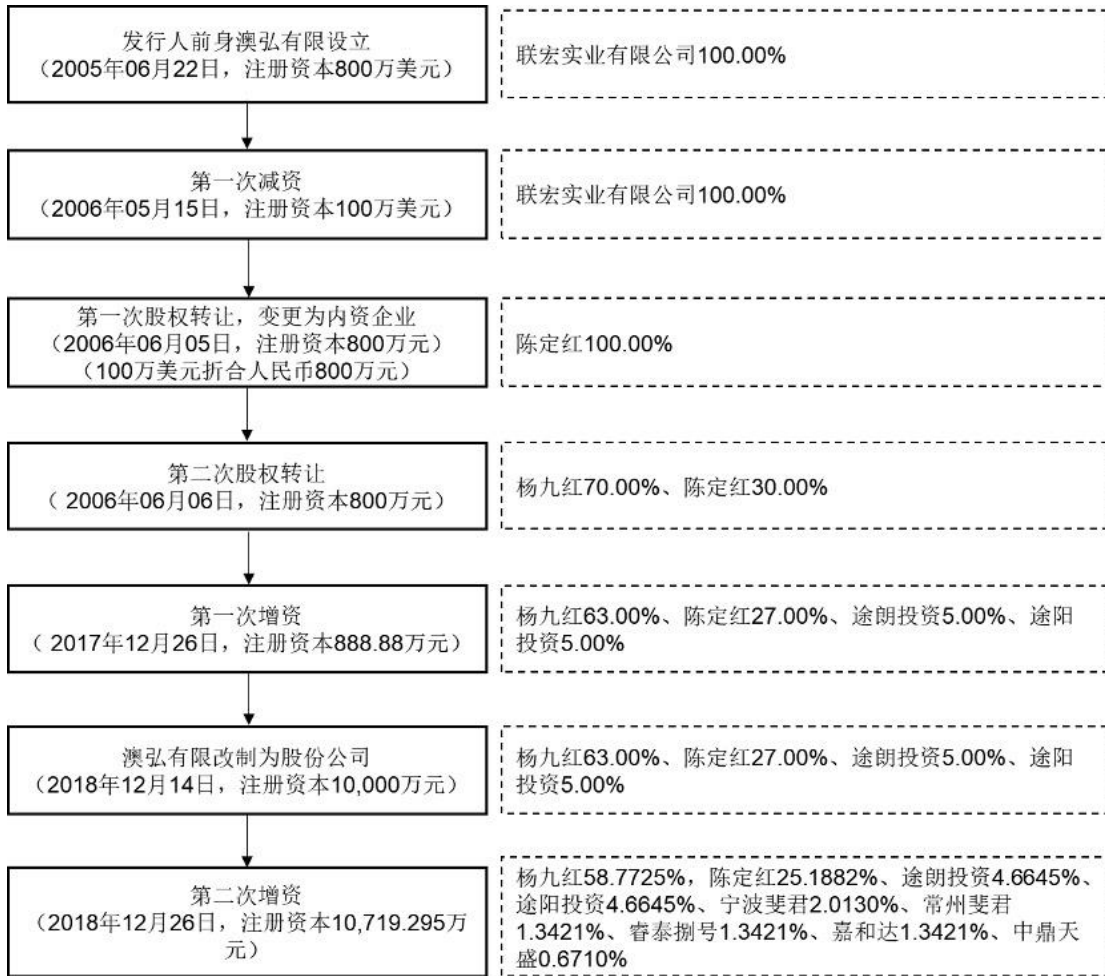 发行人前身澳弘有限设立
（2005年06月22日，注册资本800万美元）
联宏实业有限公司100.00%
第一次减资
（2006年05月15日，注册资本100万美元）
联宏实业有限公司100.00%
第一次股权转让，变更为内资企业
（2006年06月05日，注册资本800万元）
（100万美元折合人民币800万元）
陈定红100.00%
第二次股权转让
（ 2006年06月06日，注册资本800万元）
杨九红70.00%、陈定红30.00%
第一次增资
（ 2017年12月26日，注册资本888.88万元）
杨九红63.00%、陈定红27.00%、途朗投资5.00%、途阳
投资5.00%
澳弘有限改制为股份公司
（2018年12月14日，注册资本10,000万元）
杨九红63.00%、陈定红27.00%、途朗投资5.00%、途阳
投资5.00%
第二次增资
（2018年12月26日，注册资本10,719.295万
元）
杨九红58.7725%，陈定红25.1882%、途朗投资4.6645%、
途阳投资4.6645%、宁波斐君2.0130%、常州斐君
1.3421%、睿泰捌号1.3421%、嘉和达1.3421%、中鼎天
盛0.6710%